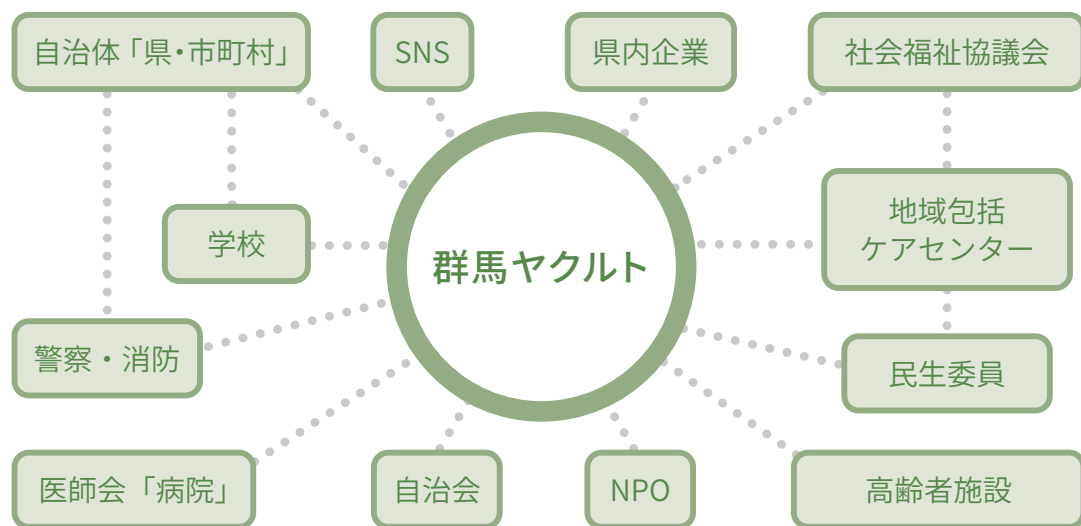 自治体「県・市町村」
SNS
県内企業
社会福祉協議会
学校
群馬ヤクルト
地域包括
ケアセンター
警察・消防
民生委員
医師会「病院」
自治会
NPO
高齢者施設